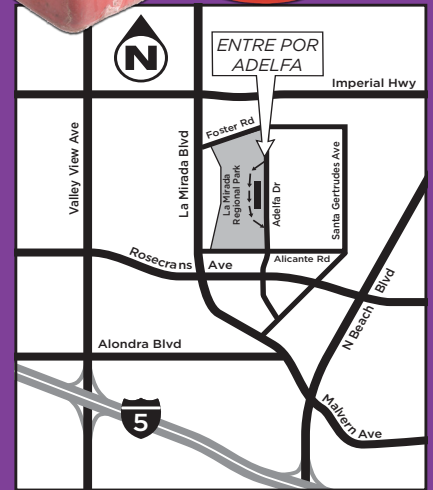 N
ENTRE POR
ADELFA
Imperial Hwy
Foster Rd
Valley View Ave
La Mirada Blvd
La Mirada
Regional Park
Adelfa Dr
Santa Gertrudes Ave
Rosecrans Ave
Alicante Rd
N Beach Blvd
Alondra Blvd
5
Malvern Ave